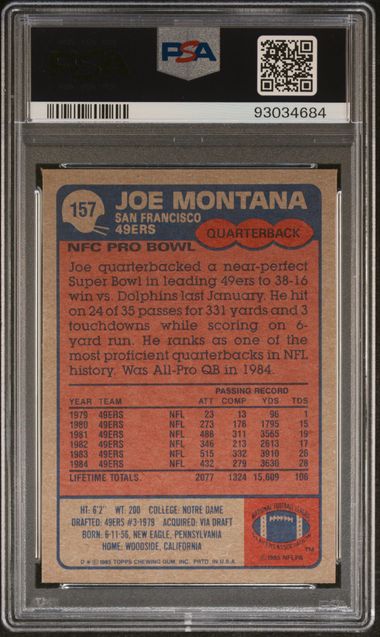 PSA
93034684
157
JOE MONTANA
SAN FRANCISCO
49ERS
QUARTERBACK
NFC PRO BOWL
Joe quarterbacked a near-perfect
Super Bowl in leading 49ers to 38-16
win vs. Dolphins last January. He hit
on 24 of 35 passes for 331 yards and 3
touchdowns while scoring on 6-
yard run. He ranks as one of the
most proficient quarterbacks in NFL
history. Was All-Pro QB in 1984.
PASSING RECORD
YEAR TEAM ATT COMP. YDS TDS
1979 49ERS NFL 23 13 96 1
1980 49ERS NFL 273 176 1795 15
1981 49ERS NFL 488 311 3565 19
1982 49ERS NFL 346 213 2613 17
1983 49ERS NFL 515 332 3910 26
1984 49ERS NFL 432 279 3630 28
LIFETIME TOTALS. 2077 1324 15,609 106
HT: 6'2" WT: 200 COLLEGE: NOTRE DAME
DRAFTED: 49ERS #3-1979 ACQUIRED: VIA DRAFT
BORN: 6-11-56, NEW EAGLE, PENNSYLVANIA
HOME: WOODSIDE, CALIFORNIA
© 1985 TOPPS CHEWING GUM, INC. PRTD. IN U.S.A.
NATIONAL FOOTBALL LEAGUE
PLAYERS ASSOCIATION
TM
© 1985 NFLPA